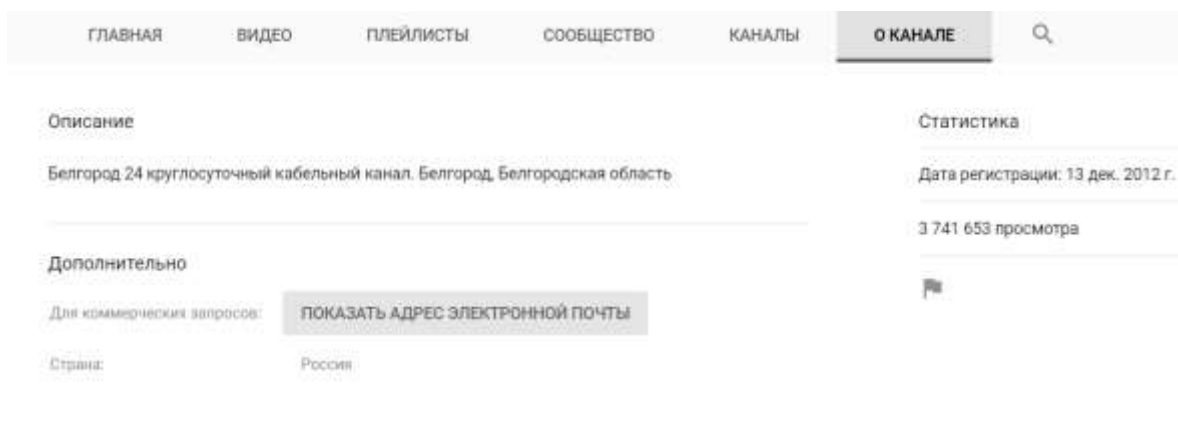 ГЛАВНАЯ ВИДЕО ПЛЕЙЛИСТЫ СООБЩЕСТВО КАНАЛЫ О КАНАЛЕ
Описание
Белгород 24 круглосуточный кабельный канал. Белгород, Белгородская область
Дополнительно
Для коммерческих запросов: ПОКАЗАТЬ АДРЕС ЭЛЕКТРОННОЙ ПОЧТЫ
Страна: Россия
Статистика
Дата регистрации: 13 дек. 2012 г.
3 741 653 просмотра